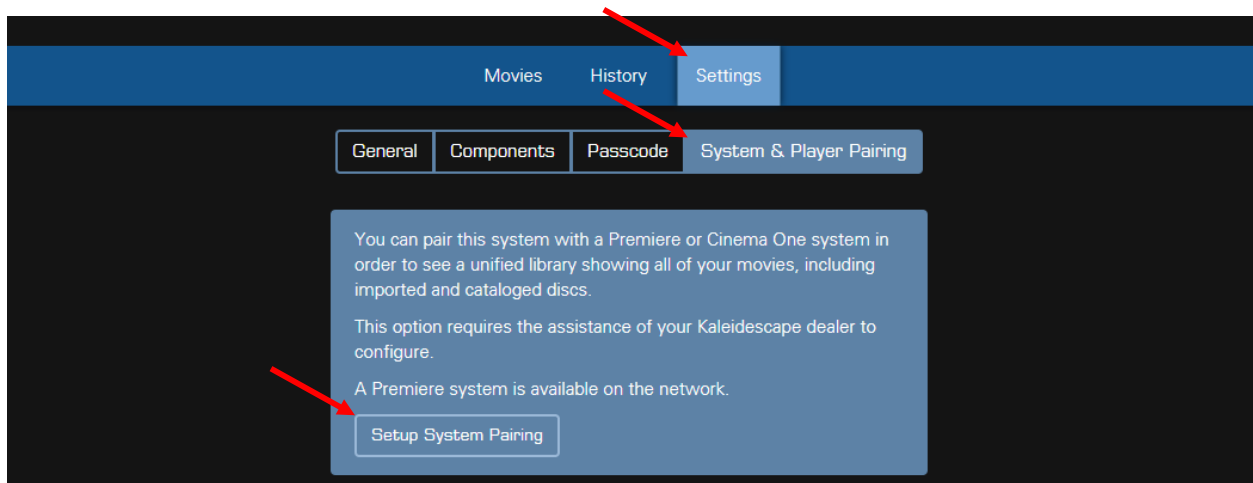 Movies History Settings
General Components Passcode System & Player Pairing
You can pair this system with a Premiere or Cinema One system in
order to see a unified library showing all of your movies, including
imported and cataloged discs.
This option requires the assistance of your Kaleidescape dealer to
configure.
A Premiere system is available on the network.
Setup System Pairing